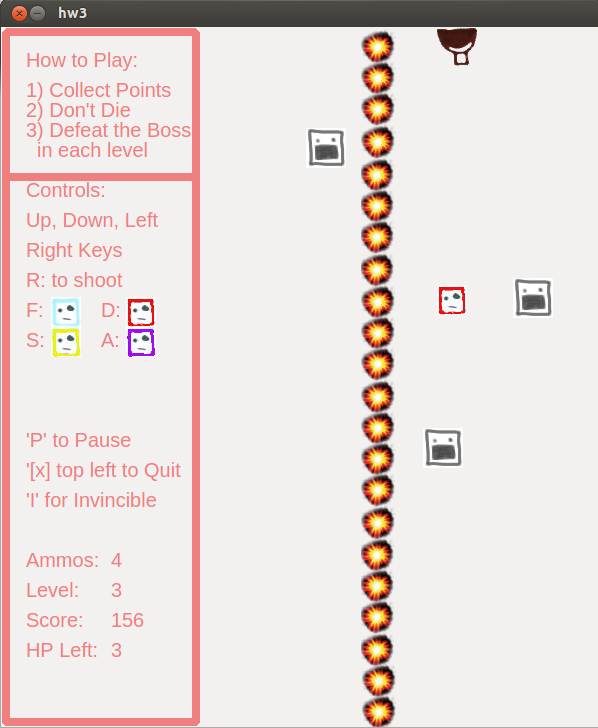 hw3
How to Play:
1) Collect Points
2) Don't Die
3) Defeat the Boss
in each level
Controls:
Up, Down, Left
Right Keys
R: to shoot
F: D:
S: A:
'P' to Pause
'[x] top left to Quit
'I' for Invincible
Ammos: 4
Level: 3
Score: 156
HP Left: 3